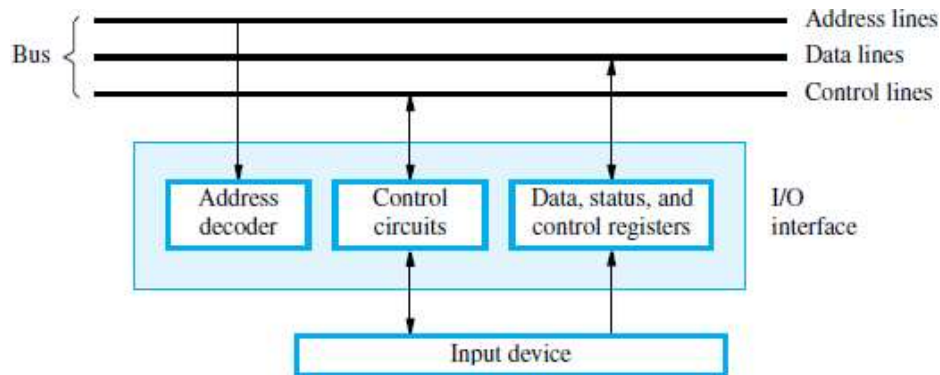 Address lines
Bus
Data lines
Control lines
Address
decoder
Control
circuits
Data, status, and
control registers
I/O
interface
Input device